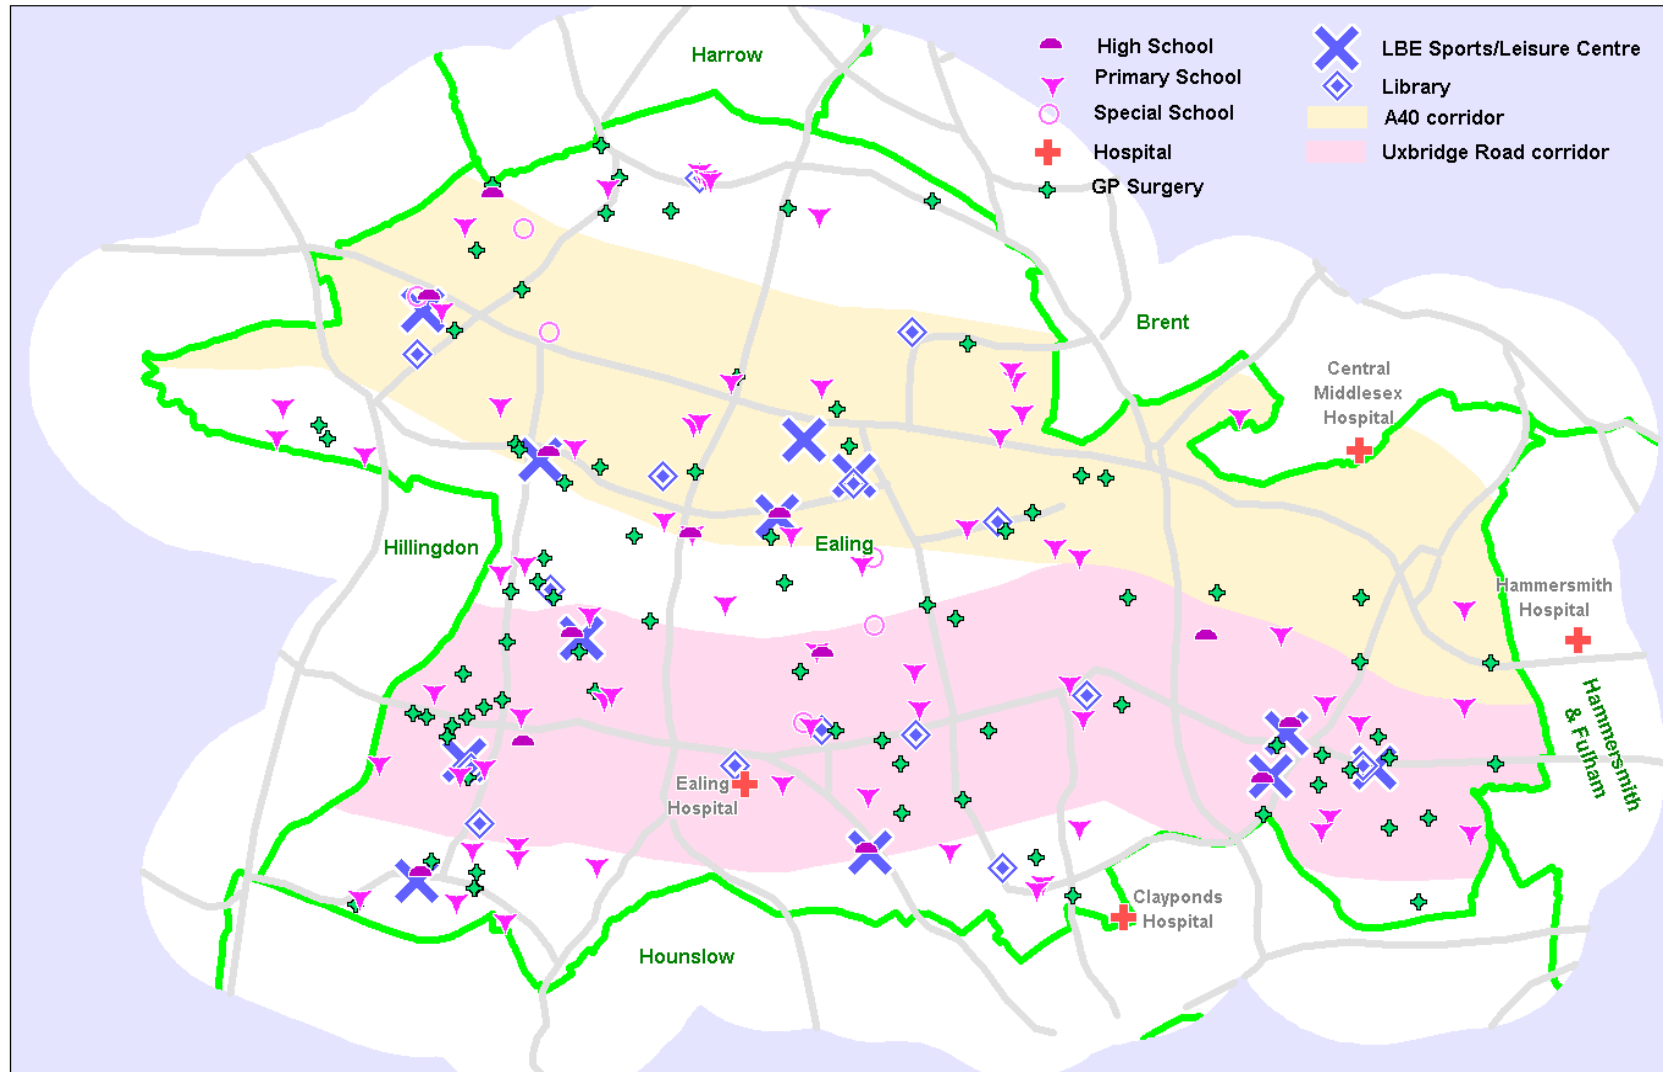 Harrow
High School
Primary School
Special School
Hospital
GP Surgery
LBE Sports/Leisure Centre
Library
A40 corridor
Uxbridge Road corridor
Brent
Central
Middlesex
Hospital
Hillingdon
Ealing
Hammersmith
Hospital
Hammersmith
& Fulham
Ealing
Hospital
Clayponds
Hospital
Hounslow